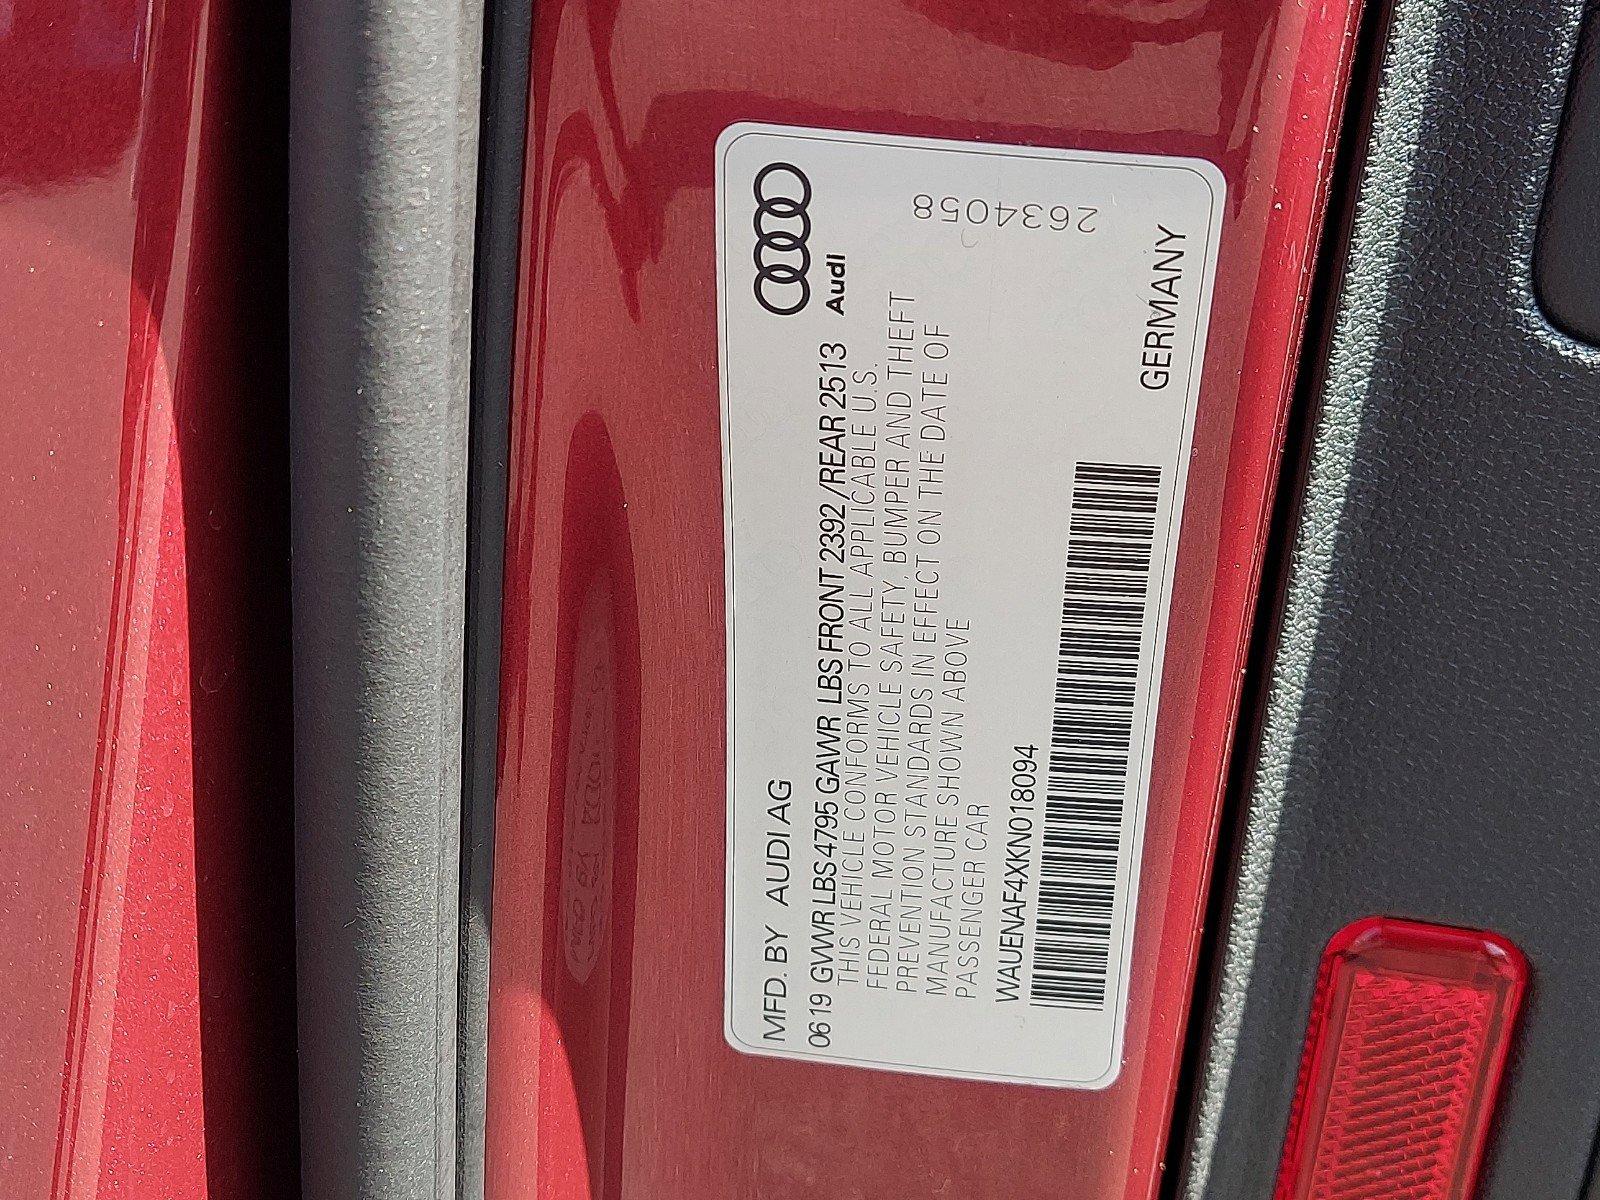 MFD. BY AUDI AG
Audi
0619 GVWR LBS 4795 GAWR LBS FRONT 2392 /REAR 2513
THIS VEHICLE CONFORMS TO ALL APPLICABLE U.S.
FEDERAL MOTOR VEHICLE SAFETY, BUMPER AND THEFT
PREVENTION STANDARDS IN EFFECT ON THE DATE OF
MANUFACTURE SHOWN ABOVE
PASSENGER CAR
WAUENAF4XKN018094
2634058
GERMANY